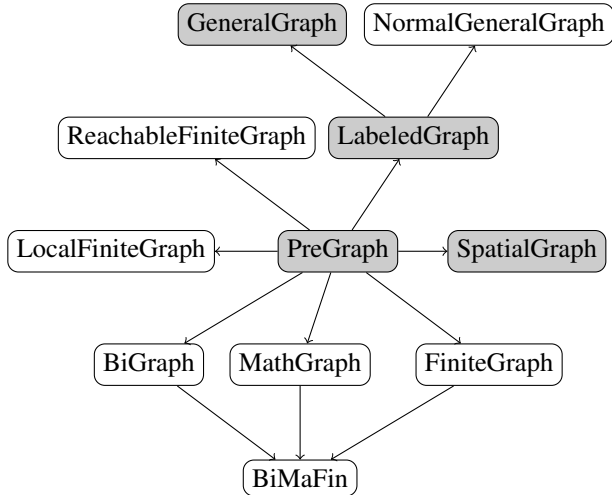 GeneralGraph
NormalGeneralGraph
ReachableFiniteGraph
LabeledGraph
LocalFiniteGraph
PreGraph
SpatialGraph
BiGraph
MathGraph
FiniteGraph
BiMaFin